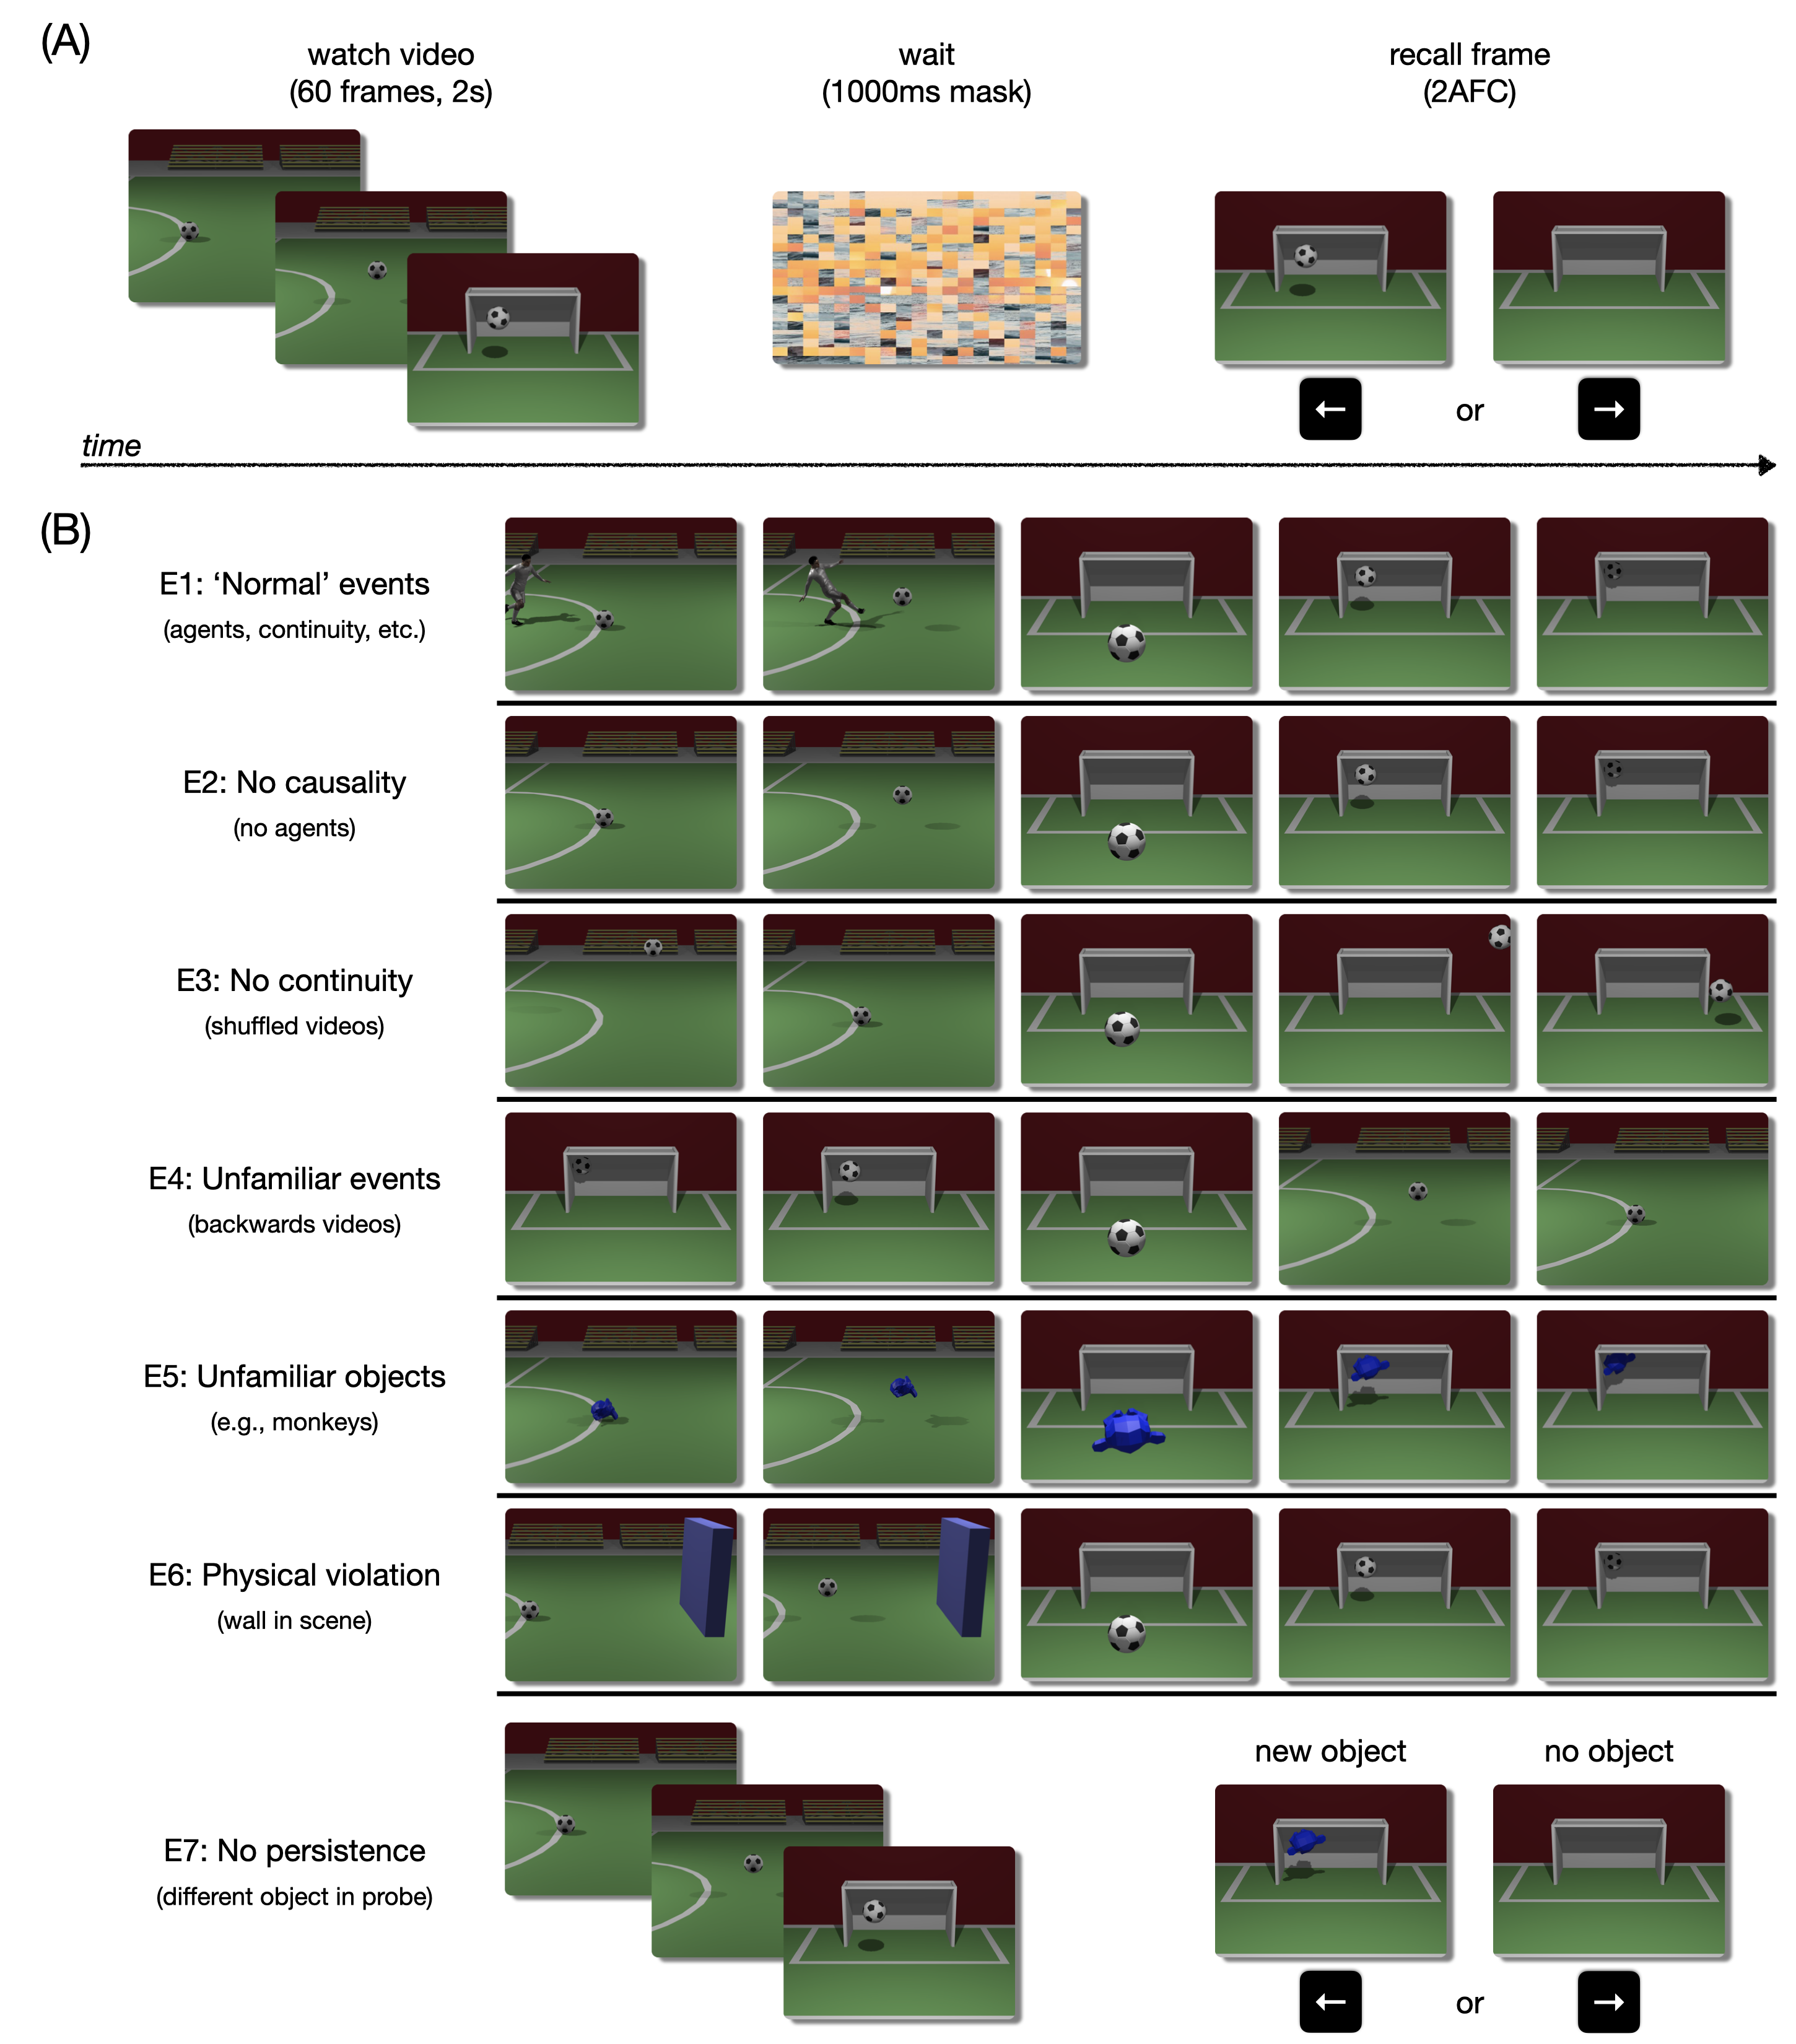 (A)
watch video
(60 frames, 2s)
wait
(1000ms mask)
recall frame
(2AFC)
← or →
time
(B)
E1: ‘Normal’ events
(agents, continuity, etc.)
E2: No causality
(no agents)
E3: No continuity
(shuffled videos)
E4: Unfamiliar events
(backwards videos)
E5: Unfamiliar objects
(e.g., monkeys)
E6: Physical violation
(wall in scene)
E7: No persistence
(different object in probe)
new object
no object
← or →